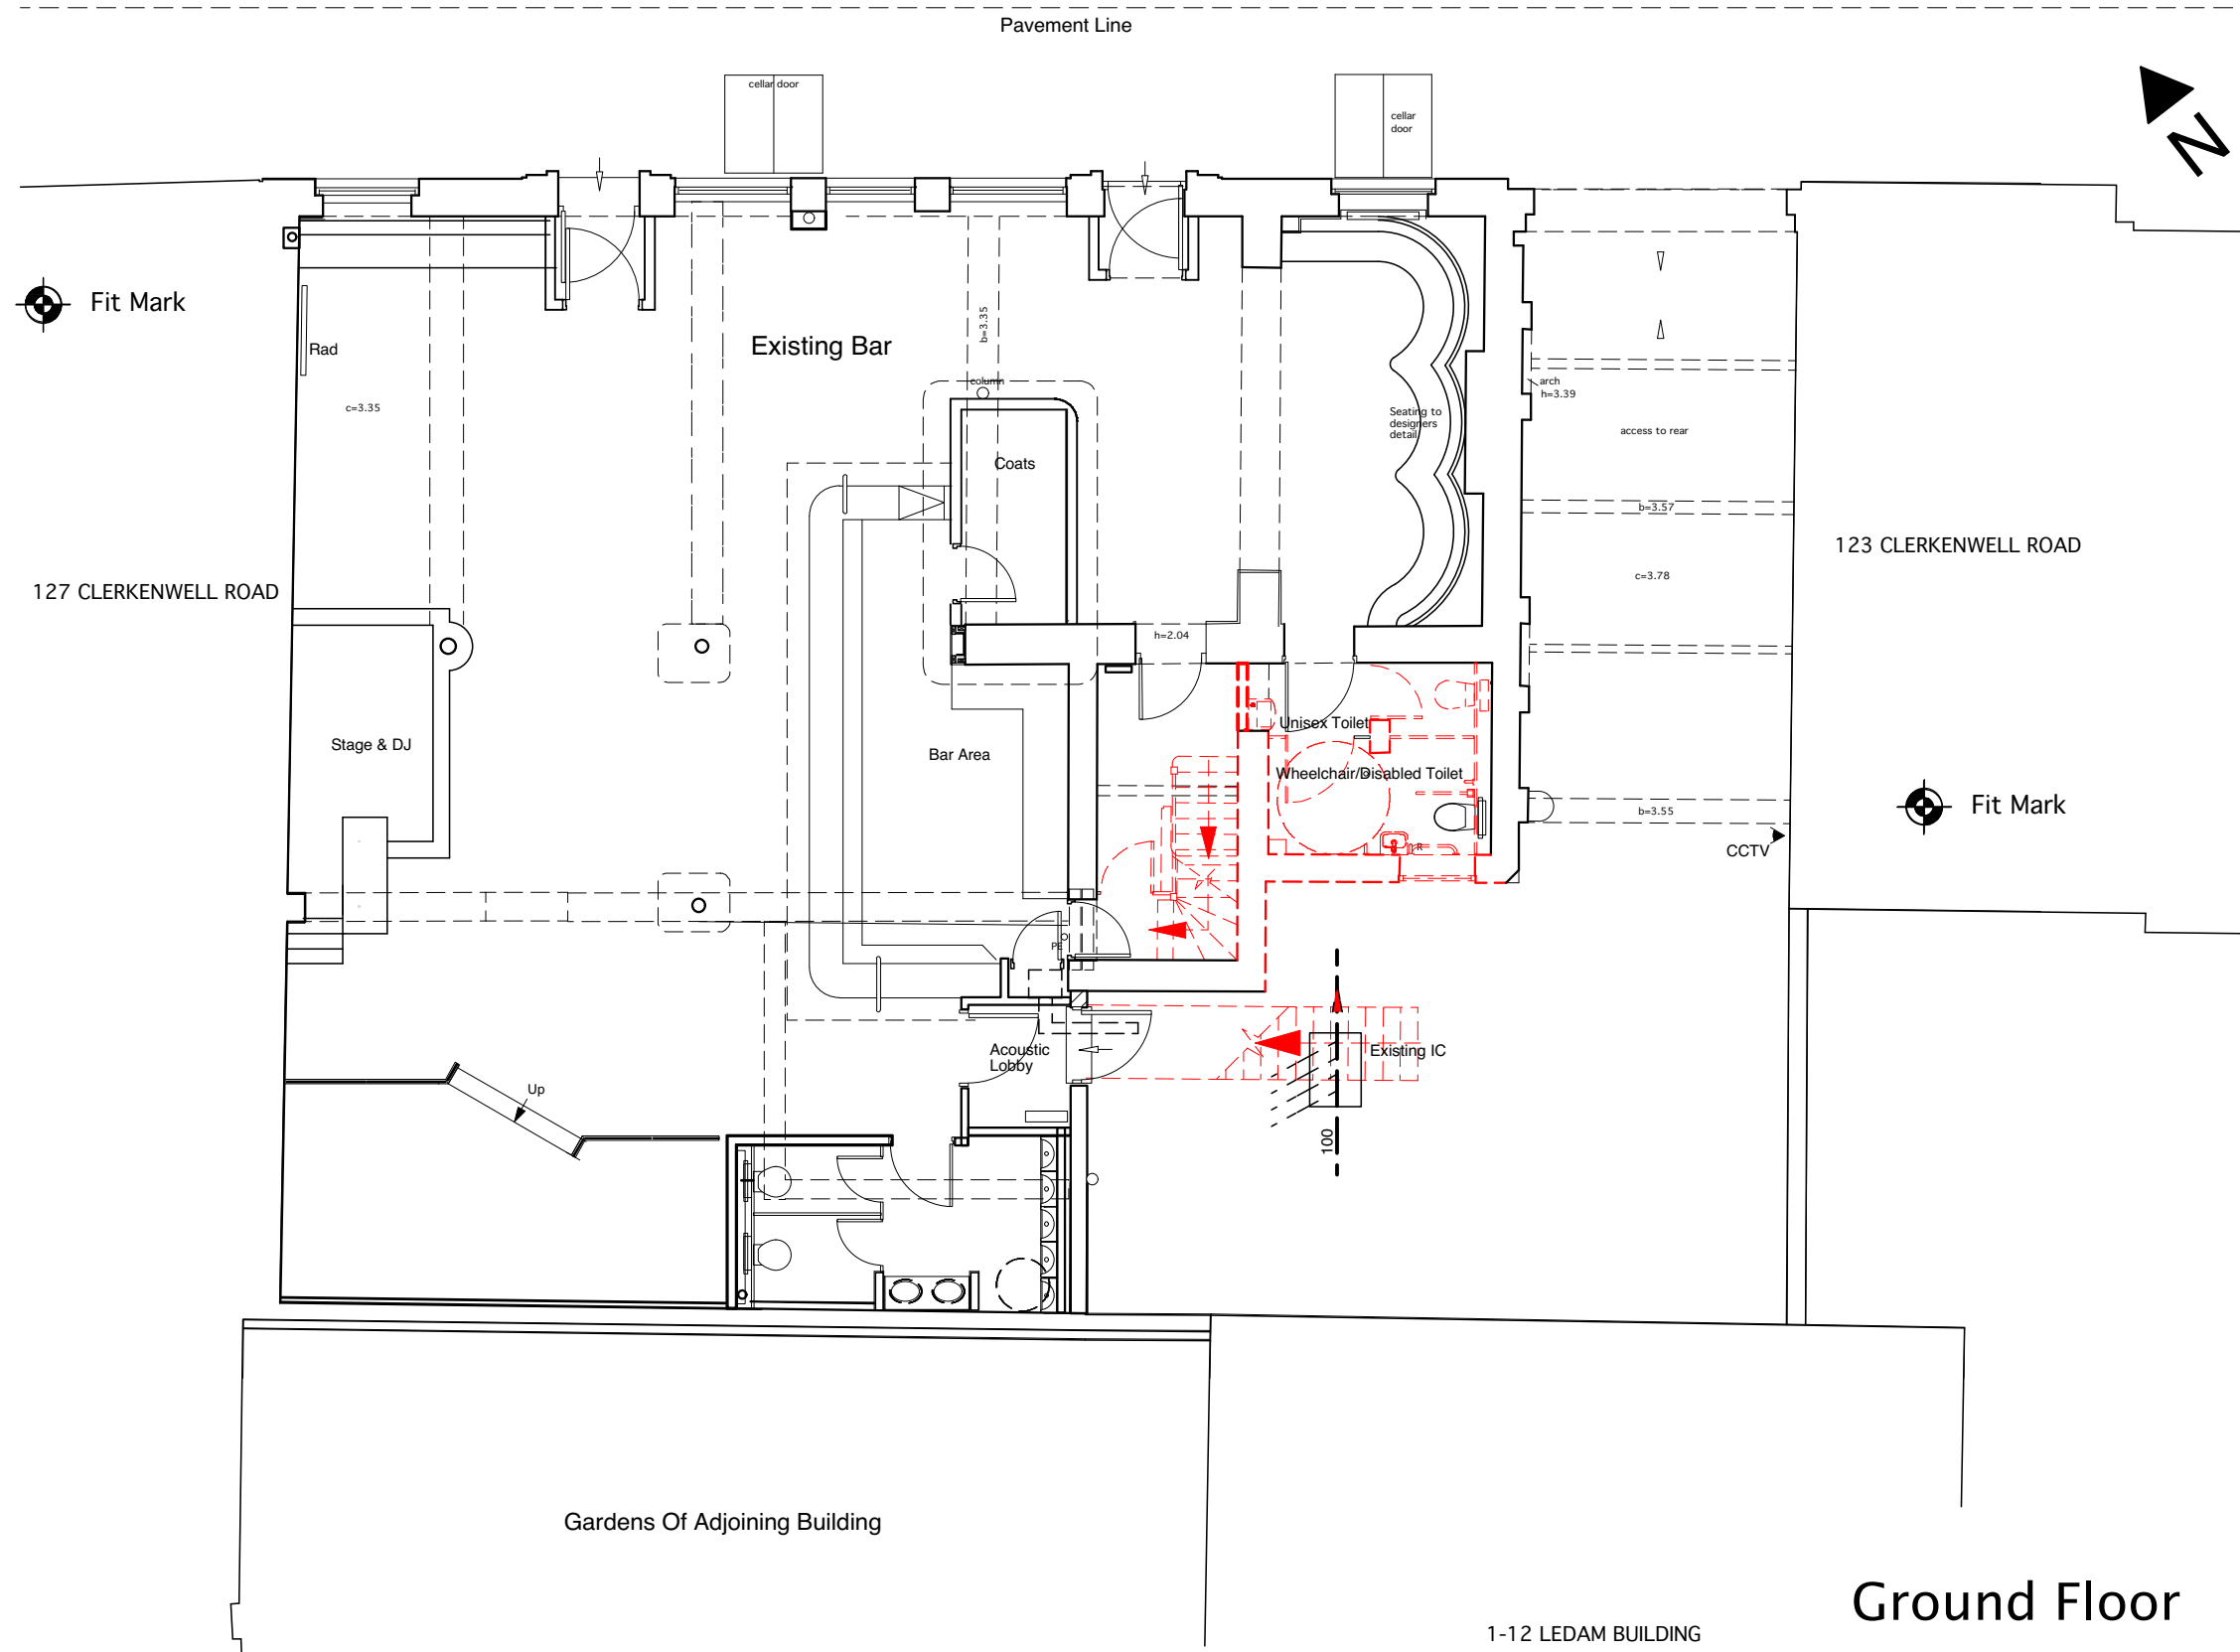 Pavement Line
cellar door
cellar
door
N
Fit Mark
Rad
c=3.35
Existing Bar
b=3.35
column
Coats
Seating to
designers
detail
arch
h=3.39
access to rear
b=3.57
c=3.78
123 CLERKENWELL ROAD
127 CLERKENWELL ROAD
h=2.04
Stage & DJ
Bar Area
Unisex Toilet
Wheelchair/Disabled Toilet
R
b=3.55
CCTV
Fit Mark
PE
Acoustic
Lobby
Existing IC
Up
100
Gardens Of Adjoining Building
Ground Floor
1-12 LEDAM BUILDING